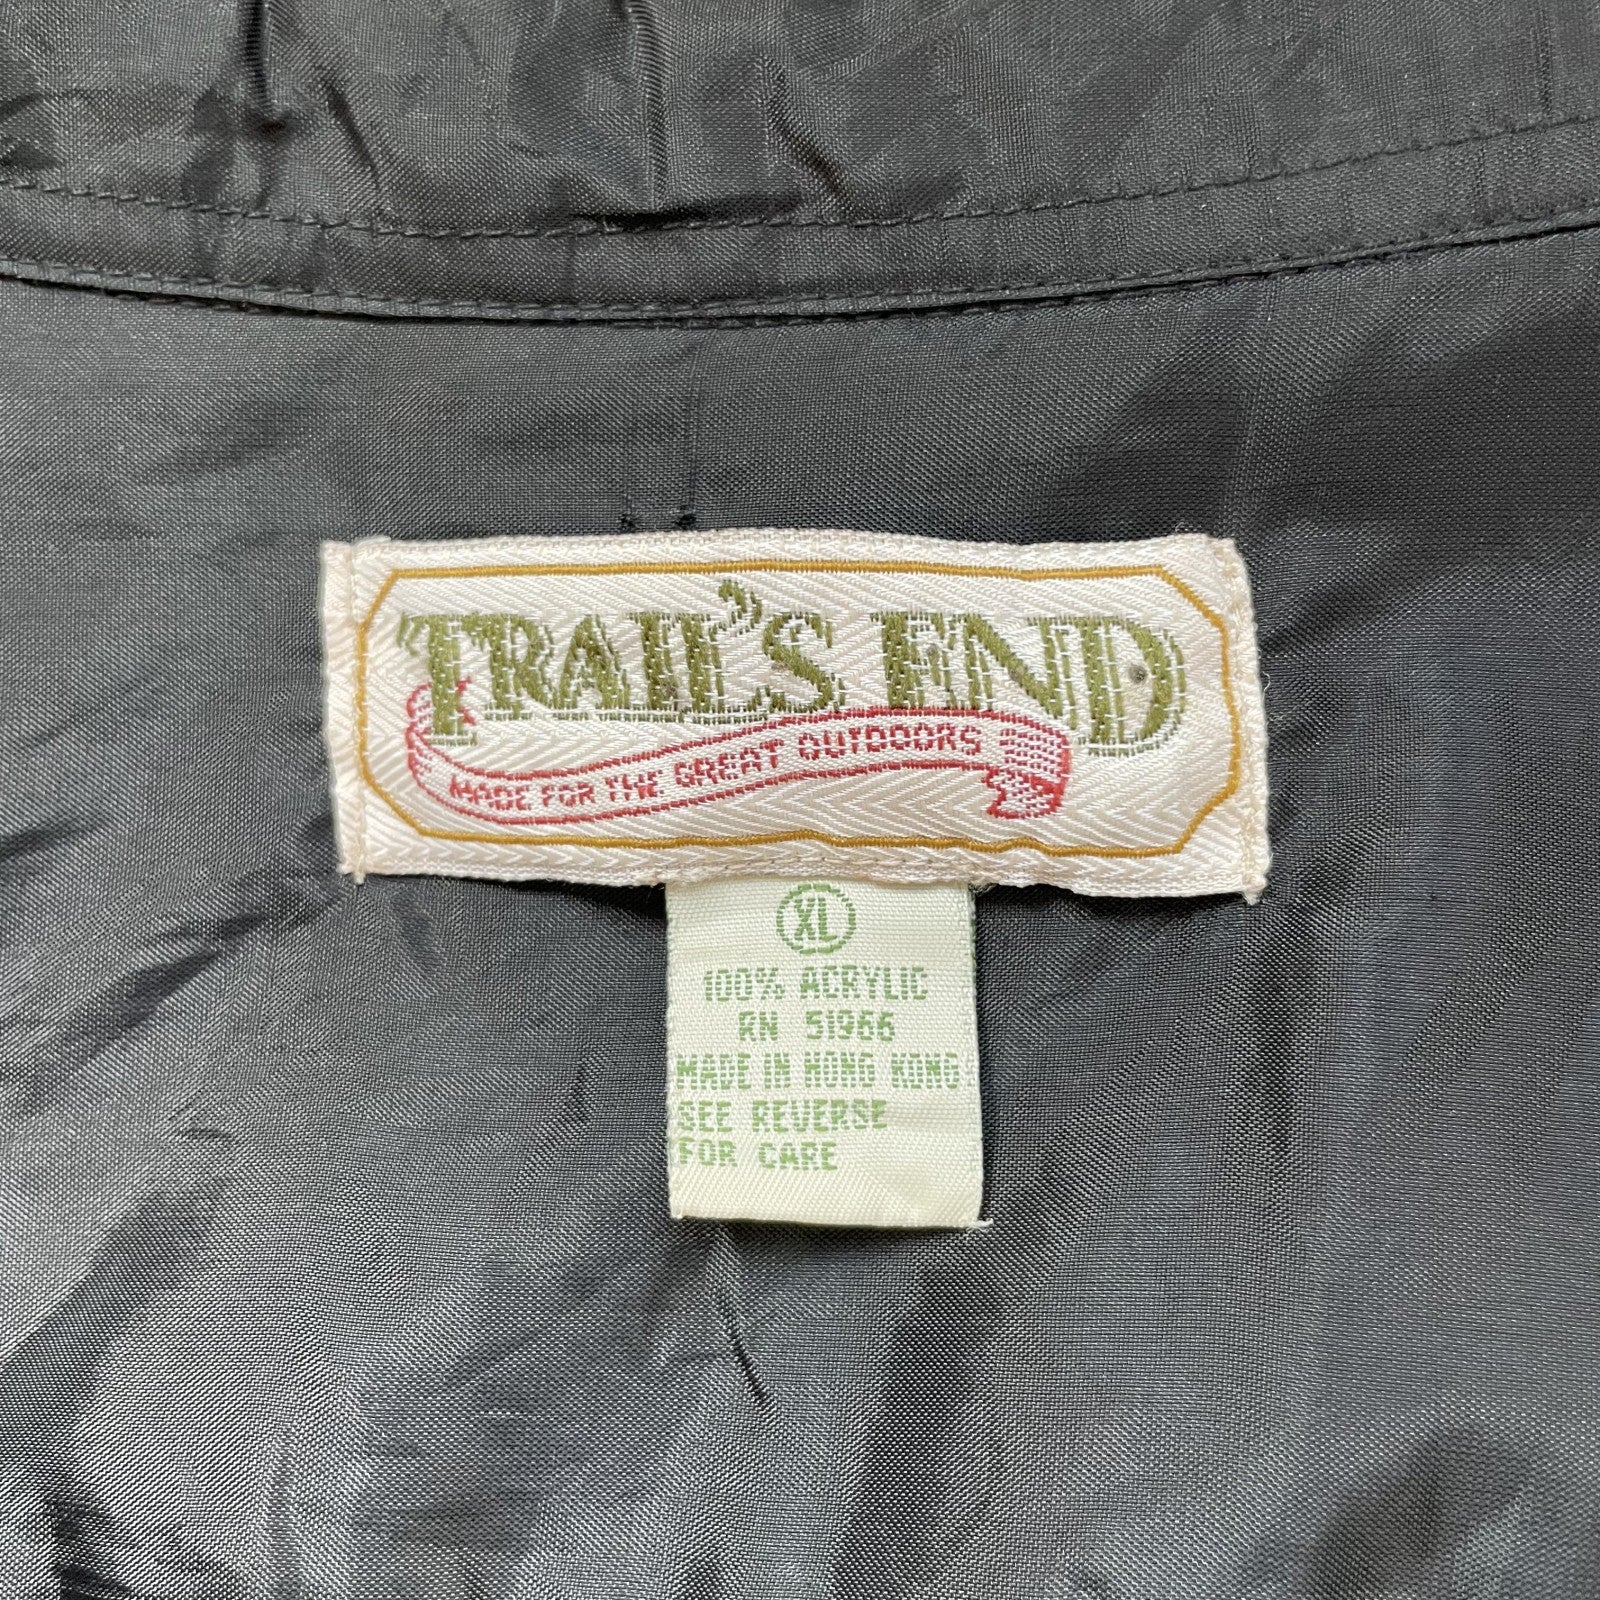 TRAIL'S END
MADE FOR THE GREAT OUTDOORS
XL
100% ACRYLIC
RN 51966
MADE IN HONG KONG
SEE REVERSE
FOR CARE